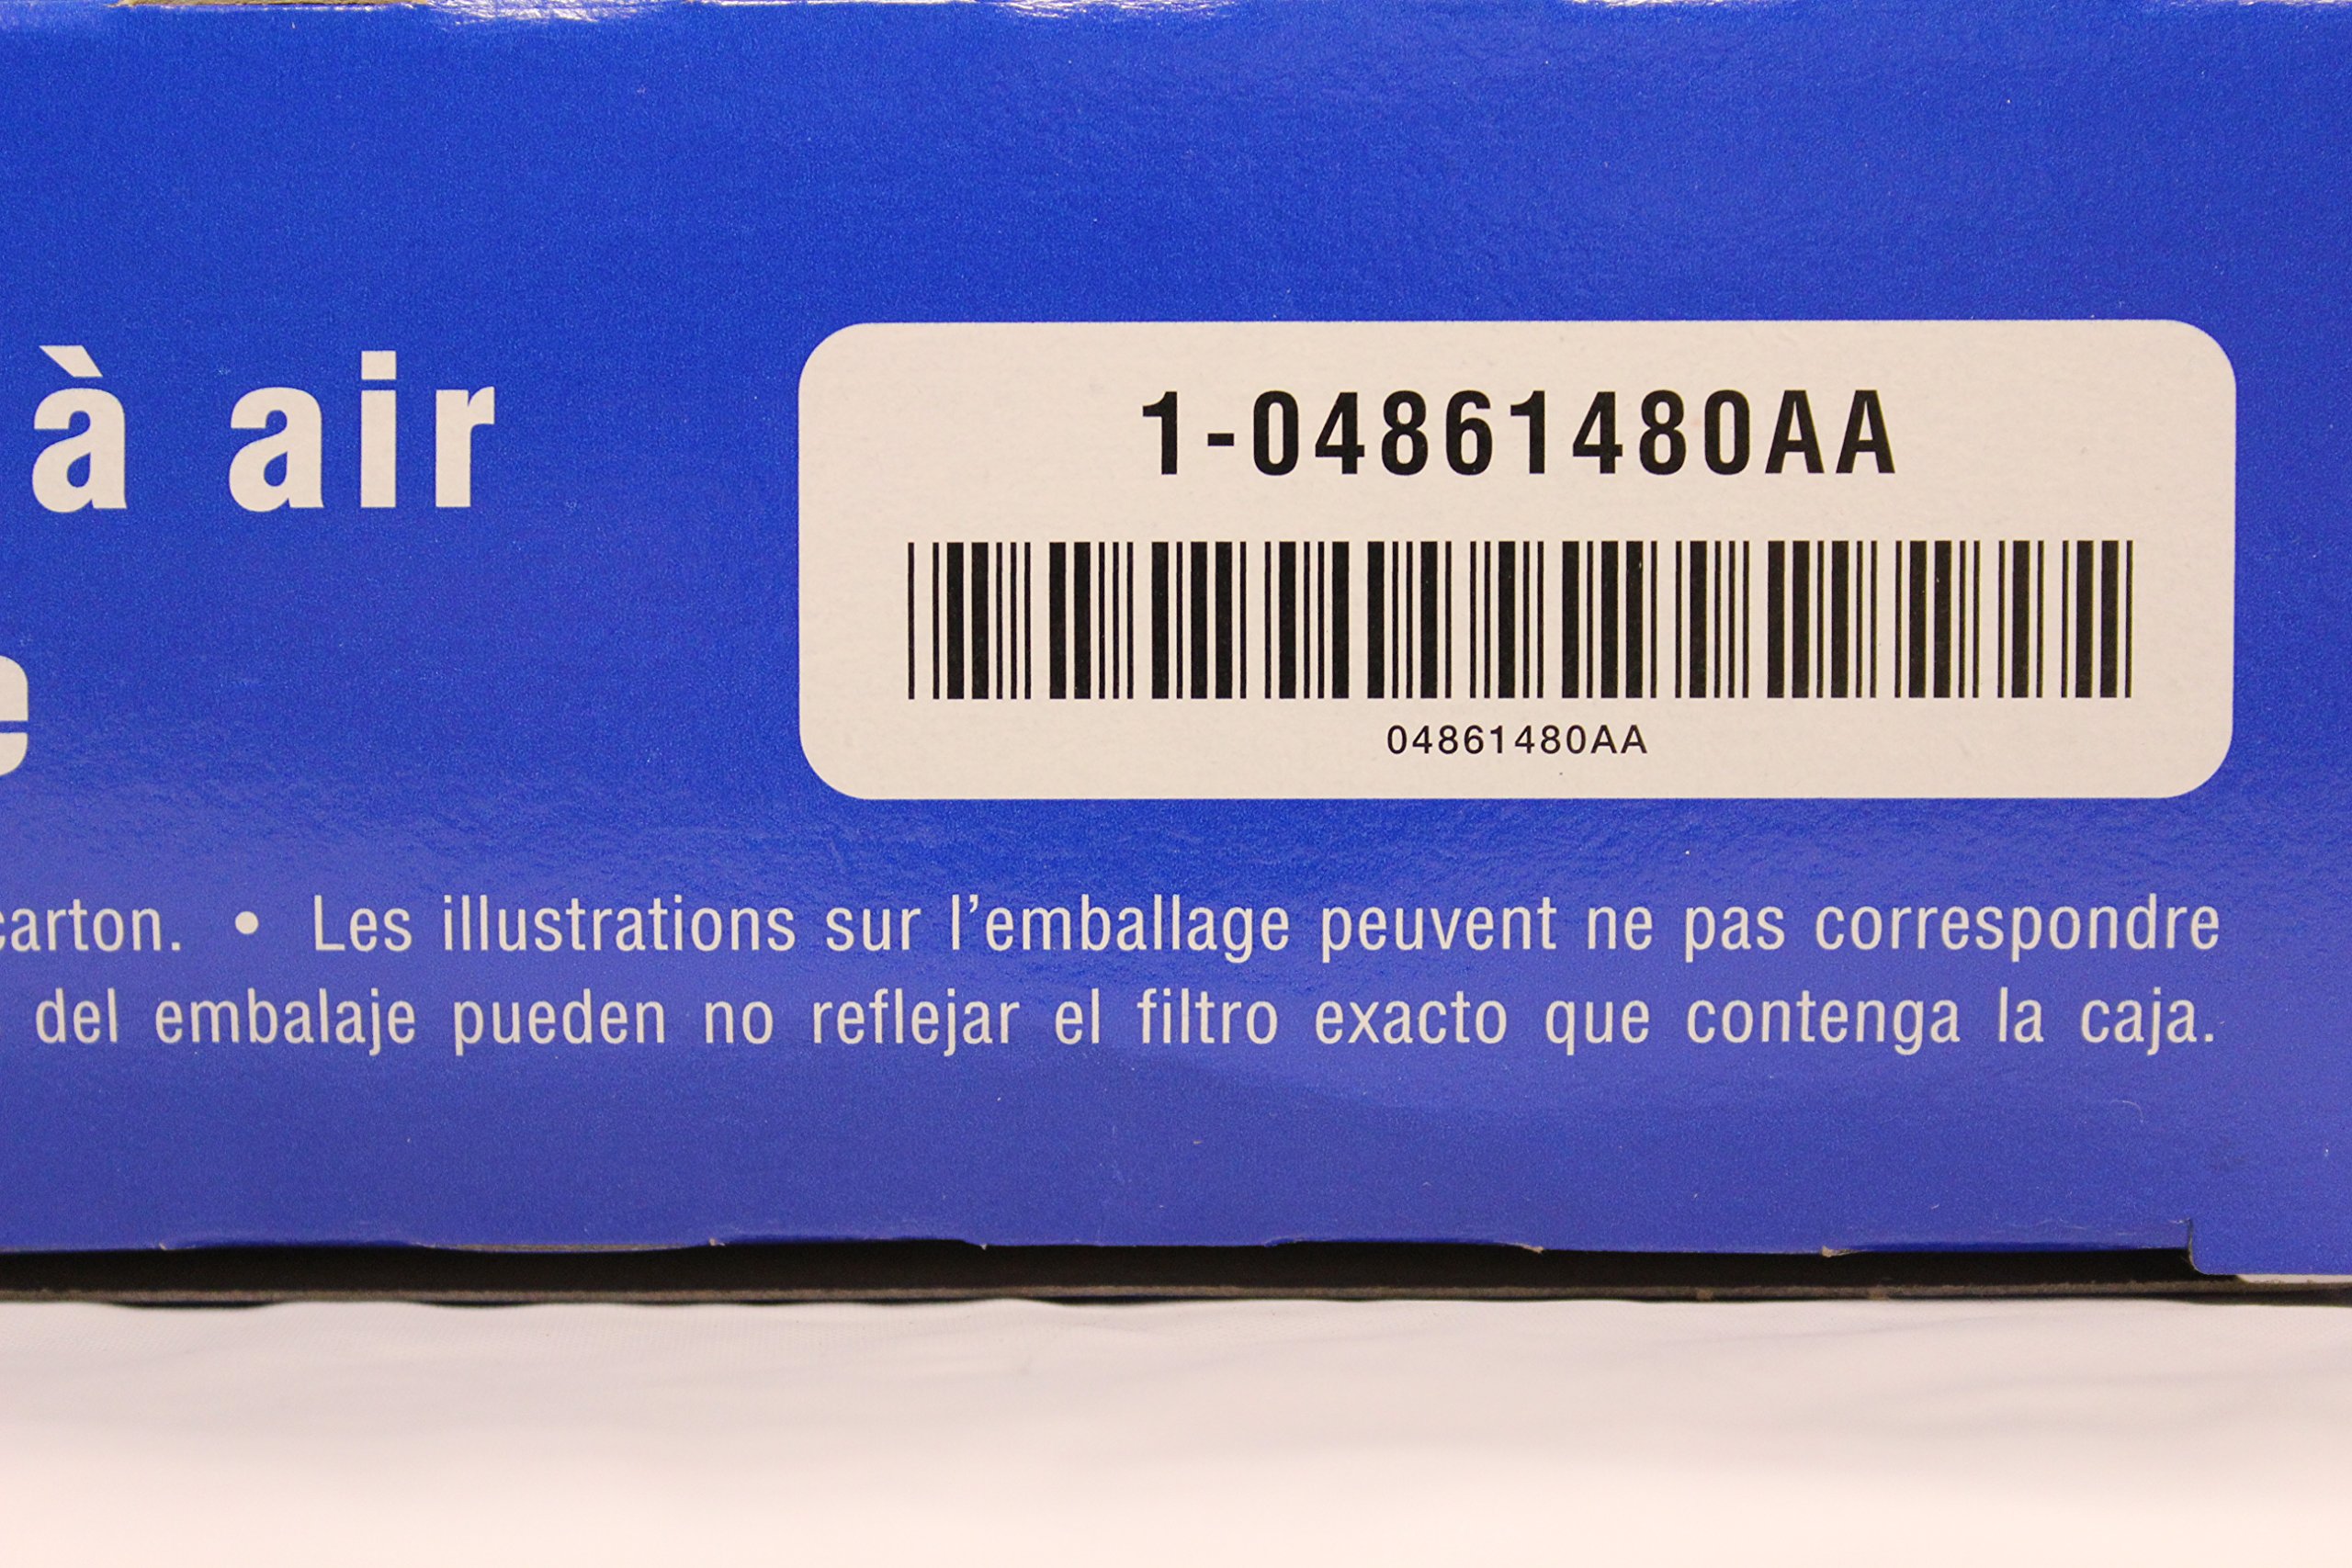 à air
1-04861480AA
e
04861480AA
carton. • Les illustrations sur l’emballage peuvent ne pas correspondre
del embalaje pueden no reflejar el filtro exacto que contenga la caja.